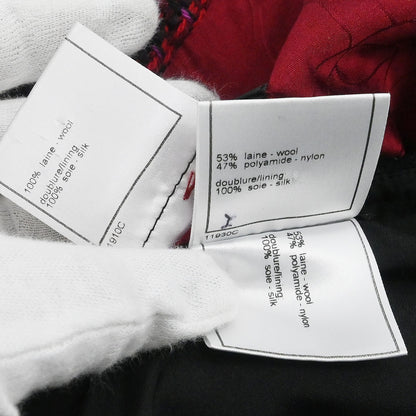 100% laine - wool
doublure/lining
100% soie - silk
11910C
53% laine - wool
47% polyamide - nylon
doublure/lining
100% soie - silk
11930C
53% laine - wool
47% polyamide - nylon
doublure/lining
100% soie - silk